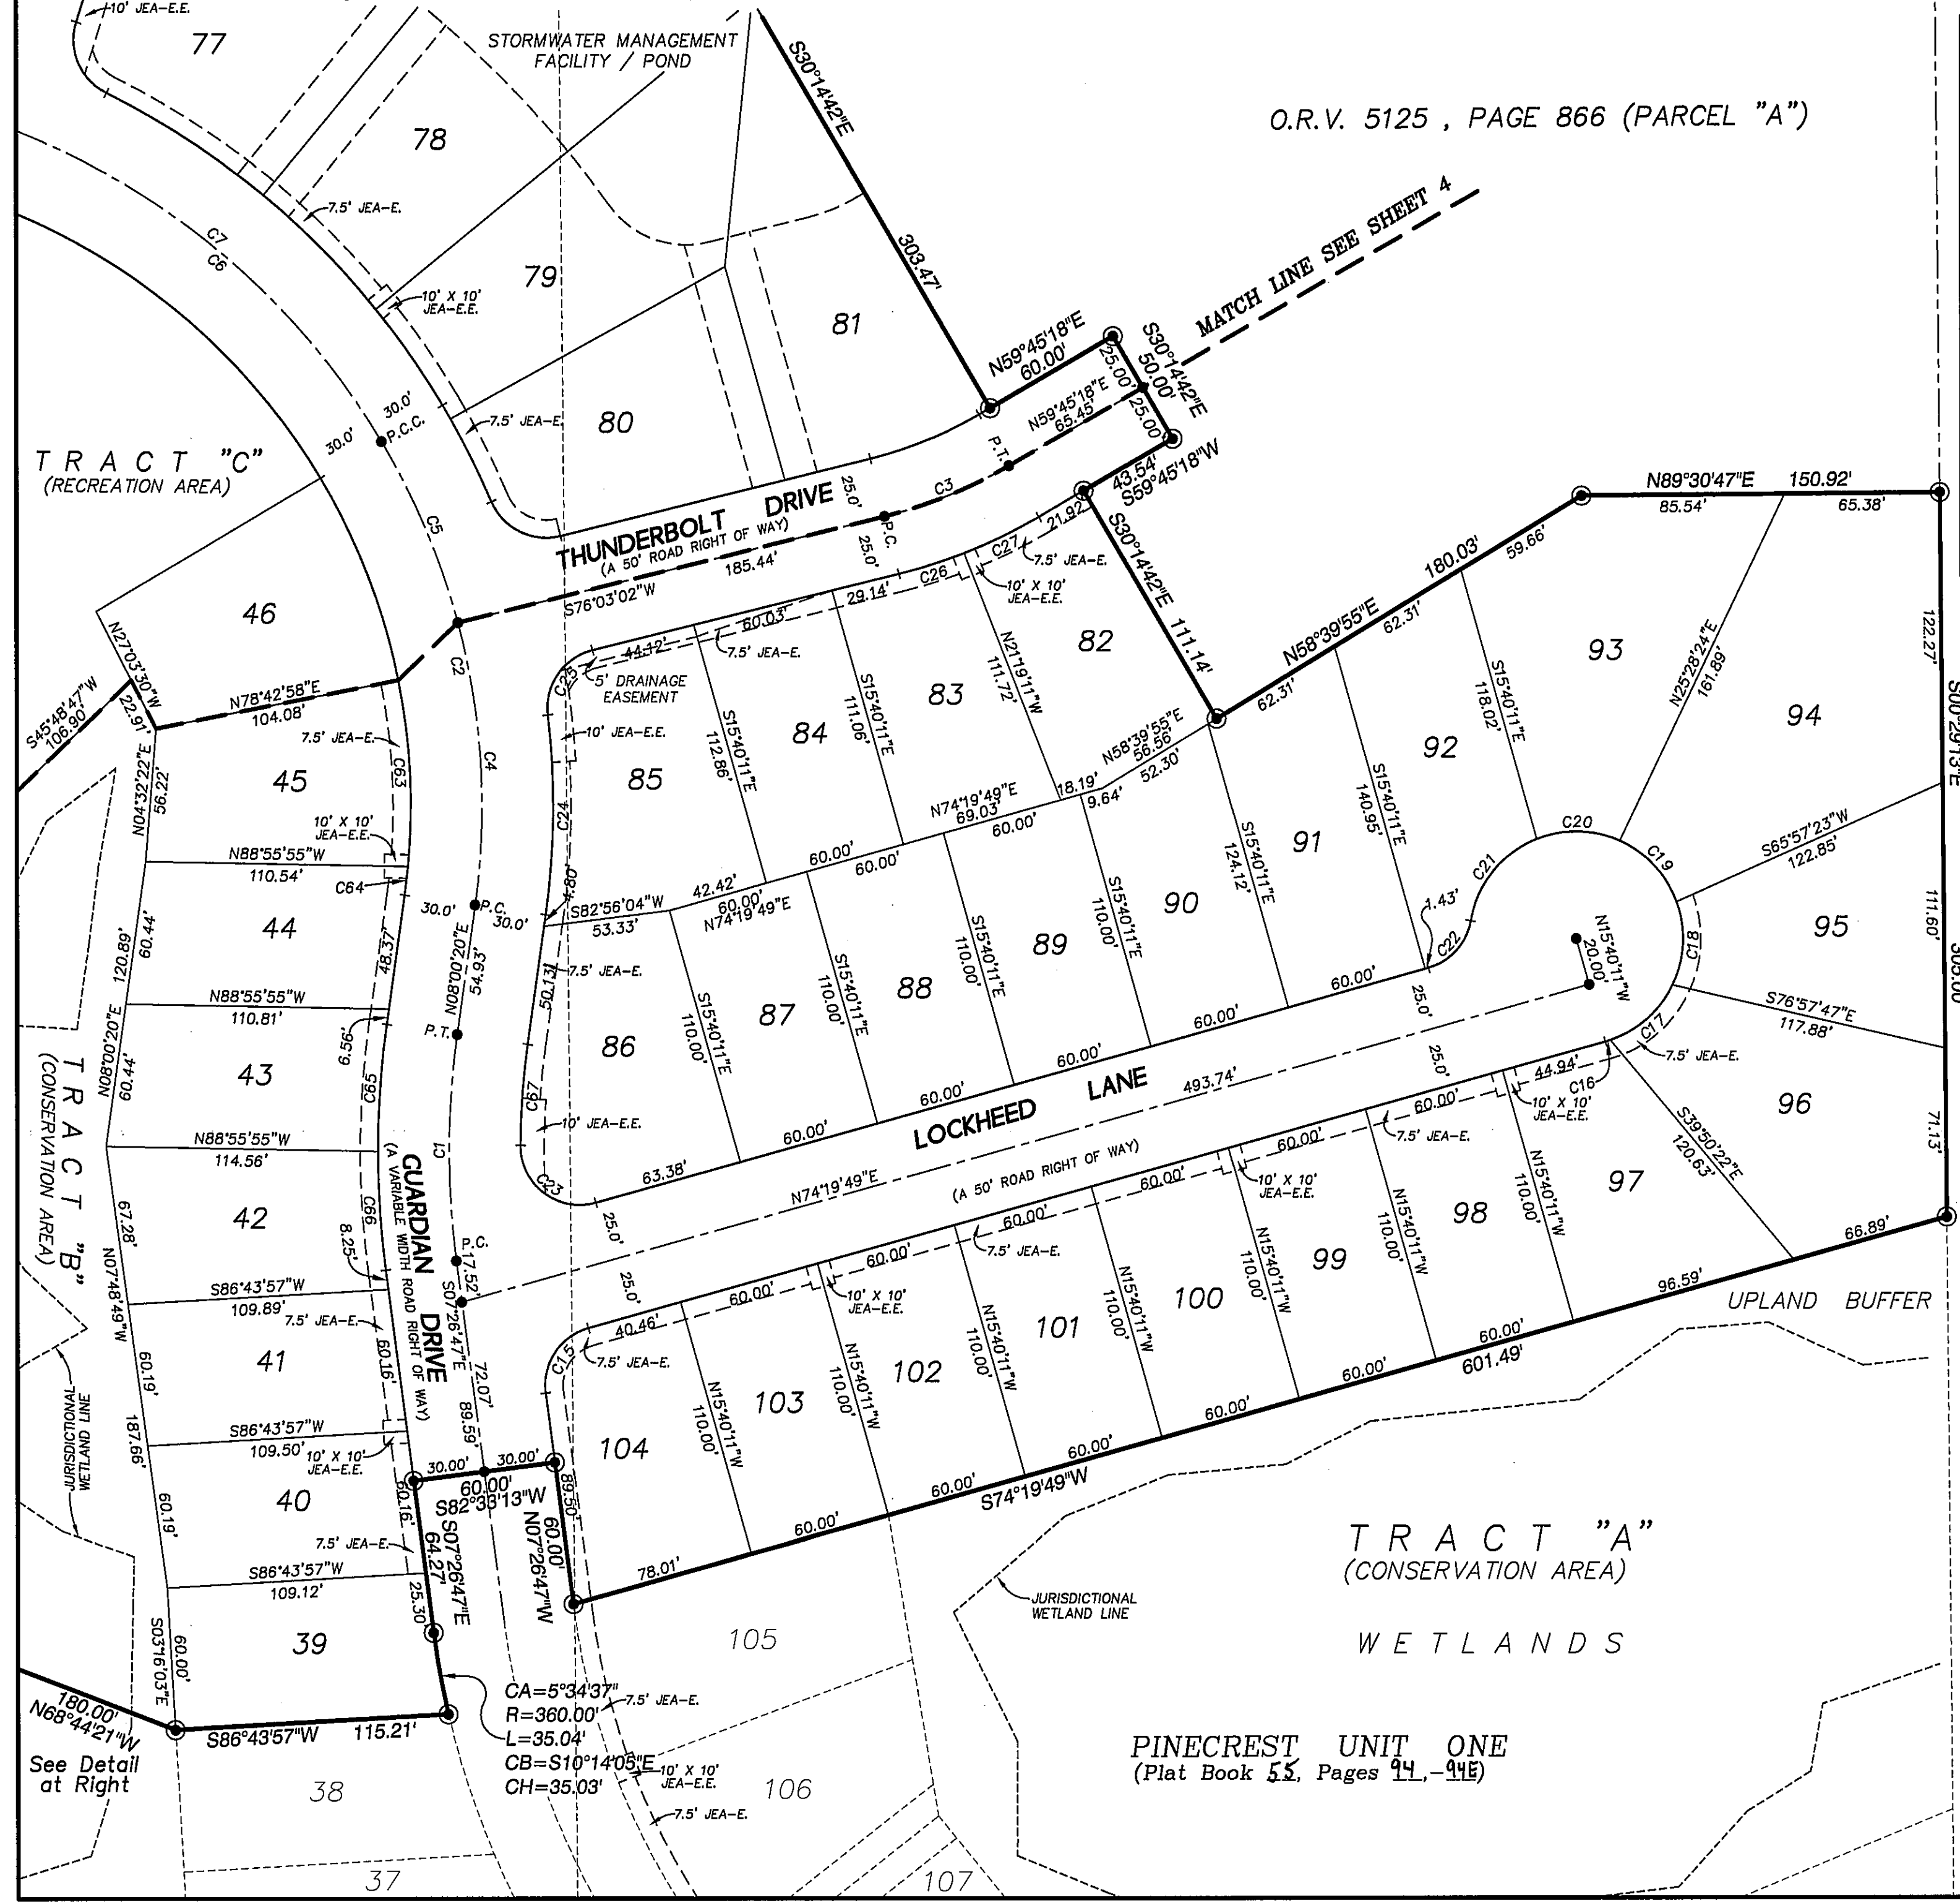 10' JEA-E.E.
77
STORMWATER MANAGEMENT
FACILITY / POND
78
7.5' JEA-E.
S30°14'42"E
303.47'
O.R.V. 5125 , PAGE 866 (PARCEL "A")
MATCH LINE SEE SHEET 4
C7
C6
79
10' X 10'
JEA-E.E.
81
N59°45'18"E
60.00'
S30°14'42"E
50.00'
25.00'
25.00'
N59°45'18"E
65.45'
30.0'
P.C.C.
30.0'
7.5' JEA-E.
80
P.T.
43.54'
S59°45'18"W
TRACT "C"
(RECREATION AREA)
C5
25.0'
C3
THUNDERBOLT DRIVE
(A 50' ROAD RIGHT OF WAY)
P.C.
25.0'
185.44'
S76°03'02"W
21.92'
C27
7.5' JEA-E.
C26
10' X 10'
JEA-E.E.
S30°14'42"E
111.14'
N89°30'47"E 150.92'
85.54'
65.38'
180.03'
59.66'
N58°39'55"E
62.31'
62.31'
46
N27°03'30"W
22.91'
S45°48'47"W
106.90'
N78°42'58"E
104.08'
7.5' JEA-E.
C2
C4
C63
44.12'
60.03'
29.14'
7.5' JEA-E.
C25
5' DRAINAGE
EASEMENT
10' JEA-E.E.
82
83
84
85
N21°19'11"W
111.72'
S15°40'11"E
111.06'
S15°40'11"E
112.86'
N58°39'55"E
56.56'
52.30'
18.19'
9.64'
N74°19'49"E
69.03'
60.00'
60.00'
60.00'
42.42'
60.00'
N74°19'49"E
S82°56'04"W
53.33'
4.80'
C24
93
92
91
90
94
S15°40'11"E
118.02'
N25°28'24"E
161.89'
S15°40'11"E
140.95'
S15°40'11"E
124.12'
122.27'
S00°29'13"E
305.00'
111.60'
71.13'
S65°57'23"W
122.85'
C20
C21
C19
C18
C17
C22
1.43'
N15°40'11"W
20.00'
95
S76°57'47"E
117.88'
45
N04°32'22"E
56.22'
10' X 10'
JEA-E.E.
N88°55'55"W
110.54'
C64
44
30.0'
P.C.
30.0'
N08°00'20"E
54.93'
48.37'
120.89'
60.44'
N08°00'20"E
60.44'
N88°55'55"W
110.81'
6.56'
P.T.
50.13'
7.5' JEA-E.
43
C65
86
87
88
89
S15°40'11"E
110.00'
S15°40'11"E
110.00'
S15°40'11"E
110.00'
S15°40'11"E
110.00'
C67
10' JEA-E.E.
C23
63.38'
60.00'
60.00'
60.00'
60.00'
60.00'
LOCKHEED LANE
493.74'
N74°19'49"E
(A 50' ROAD RIGHT OF WAY)
25.0'
25.0'
25.0'
25.0'
TRACT "B"
(CONSERVATION AREA)
N88°55'55"W
114.56'
42
C66
C1
GUARDIAN DRIVE
(A VARIABLE WIDTH ROAD RIGHT OF WAY)
8.25'
67.28'
N07°48'49"W
P.C.
17.52'
S07°26'47"E
72.07'
89.59'
S86°43'57"W
109.89'
7.5' JEA-E.
41
60.16'
60.19'
187.66'
JURISDICTIONAL
WETLAND LINE
S86°43'57"W
109.50'
10' X 10'
JEA-E.E.
40
60.19'
60.16'
7.5' JEA-E.
S86°43'57"W
109.12'
30.00'
30.00'
60.00'
S82°33'13"W
S07°26'47"E
64.27'
25.30'
60.00'
N07°26'47"W
89.50'
39
S03°16'03"E
60.00'
180.00'
N68°44'21"W
S86°43'57"W 115.21'
See Detail
at Right
CA=5°34'37"
R=360.00'
L=35.04'
CB=S10°14'05"E
CH=35.03'
7.5' JEA-E.
10' X 10'
JEA-E.E.
7.5' JEA-E.
38
37
105
106
107
C15
40.46'
7.5' JEA-E.
60.00'
60.00'
60.00'
60.00'
60.00'
60.00'
44.94'
C16
7.5' JEA-E.
10' X 10'
JEA-E.E.
7.5' JEA-E.
10' X 10'
JEA-E.E.
7.5' JEA-E.
10' X 10'
JEA-E.E.
104
103
102
101
100
99
98
97
96
N15°40'11"W
110.00'
N15°40'11"W
110.00'
N15°40'11"W
110.00'
N15°40'11"W
110.00'
N15°40'11"W
110.00'
N15°40'11"W
110.00'
N15°40'11"W
110.00'
S39°50'22"E
120.63'
66.89'
96.59'
60.00'
601.49'
60.00'
60.00'
60.00'
60.00'
S74°19'49"W
60.00'
78.01'
UPLAND BUFFER
TRACT "A"
(CONSERVATION AREA)
JURISDICTIONAL
WETLAND LINE
WETLANDS
PINECREST UNIT ONE
(Plat Book 55, Pages 94,-94E)